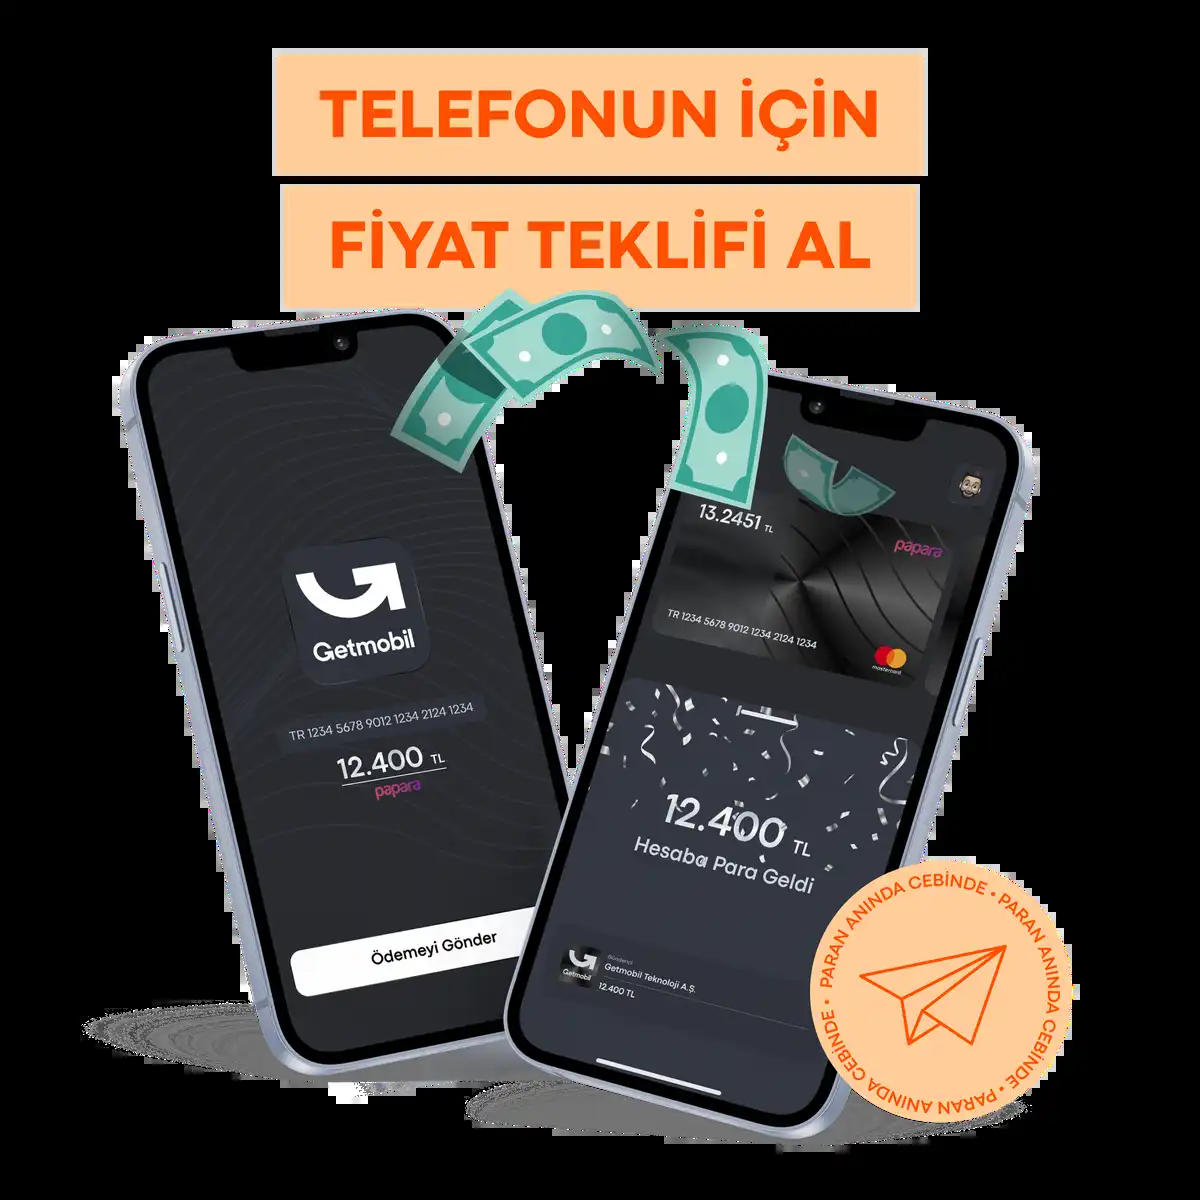 TELEFONUN İÇİN
FİYAT TEKLİFİ AL
Getmobil
TR 1234 5678 9012 1234 2124 1234
12.400 TL
papara
Ödemeyi Gönder
13.2451 TL
papara
TR 1234 5678 9012 1234 2124 1234
mastercard
12.400 TL
Hesaba Para Geldi
Getmobil
Gönderici
Getmobil Teknoloji A.Ş.
12.400 TL
PARAN ANINDA CEBİNDE • PARAN ANINDA CEBİNDE • PARAN ANINDA CEBİNDE •